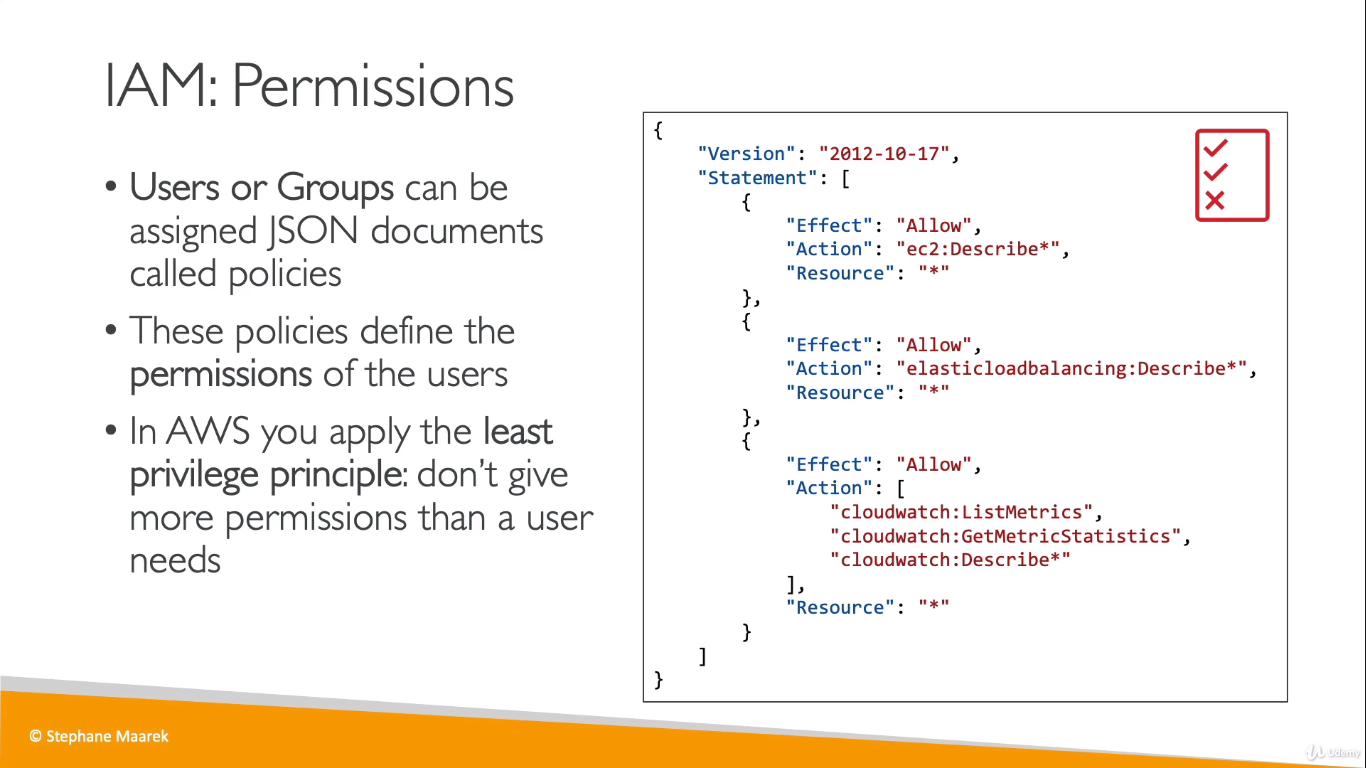 IAM: Permissions
• Users or Groups can be
assigned JSON documents
called policies
• These policies define the
permissions of the users
• In AWS you apply the least
privilege principle: don’t give
more permissions than a user
needs
{
    "Version": "2012-10-17",
    "Statement": [
        {
            "Effect": "Allow",
            "Action": "ec2:Describe*",
            "Resource": "*"
        },
        {
            "Effect": "Allow",
            "Action": "elasticloadbalancing:Describe*",
            "Resource": "*"
        },
        {
            "Effect": "Allow",
            "Action": [
                "cloudwatch:ListMetrics",
                "cloudwatch:GetMetricStatistics",
                "cloudwatch:Describe*"
            ],
            "Resource": "*"
        }
    ]
}
© Stephane Maarek
Udemy